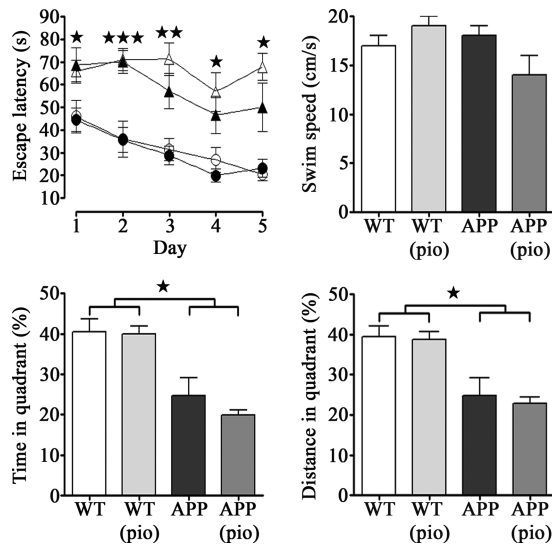 Escape latency (s)
90
80
70
60
50
40
30
20
10
1 2 3 4 5
Day
Swim speed (cm/s)
20
15
10
5
0
WT WT (pio) APP APP (pio)
Time in quadrant (%)
50
40
30
20
10
0
WT WT (pio) APP APP (pio)
Distance in quadrant (%)
50
40
30
20
10
0
WT WT (pio) APP APP (pio)